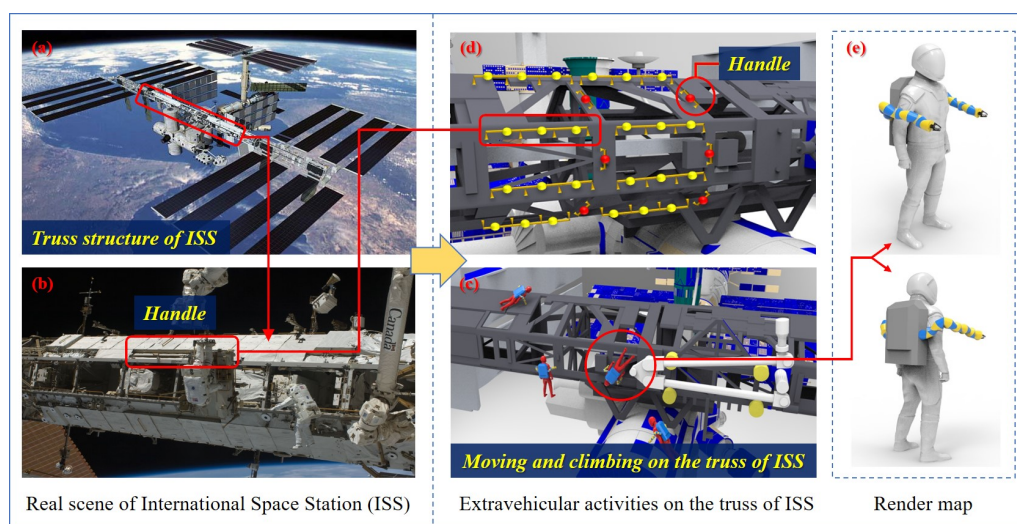 (a)
Truss structure of ISS
(b)
Handle
Canada
Real scene of International Space Station (ISS)
(d)
Handle
(c)
Moving and climbing on the truss of ISS
Extravehicular activities on the truss of ISS
(e)
Render map